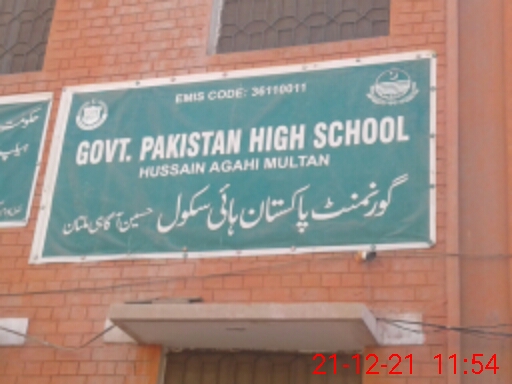 EMIS CODE: 36110011
GOVT. PAKISTAN HIGH SCHOOL
HUSSAIN AGAHI MULTAN
گورنمنٹ پاکستان ہائی سکول حسین آگاہی ملتان
حکومت
21-12-21 11:54